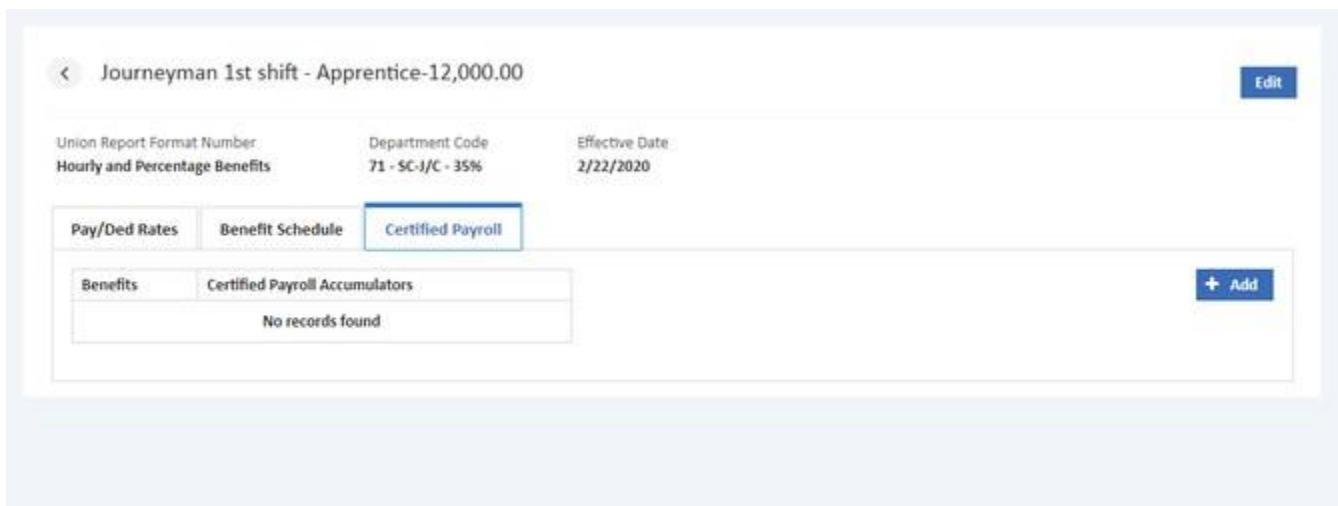 Journeyman 1st shift - Apprentice-12,000.00
Edit
Union Report Format Number Department Code Effective Date
Hourly and Percentage Benefits 71 - SC-J/C - 35% 2/22/2020
Pay/Ded Rates Benefit Schedule Certified Payroll
Benefits Certified Payroll Accumulators
+ Add
No records found